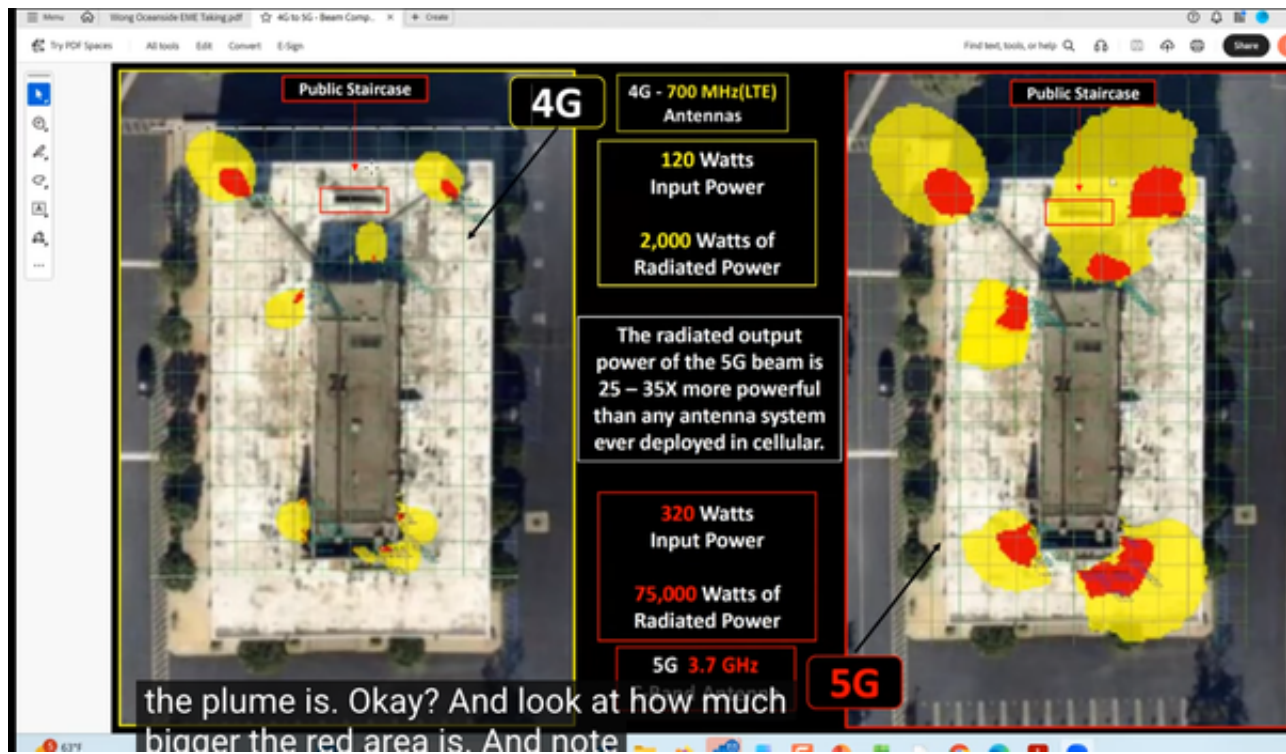 Menu
Wong Oceanside EME Taking.pdf
4G to 5G - Beam Comp...
+ Create
Try PDF Spaces
All tools
Edit
Convert
E-Sign
Find text, tools, or help
Share
Public Staircase
4G
4G - 700 MHz(LTE)
Antennas
120 Watts
Input Power
2,000 Watts of
Radiated Power
The radiated output
power of the 5G beam is
25 – 35X more powerful
than any antenna system
ever deployed in cellular.
320 Watts
Input Power
75,000 Watts of
Radiated Power
5G 3.7 GHz
Public Staircase
5G
the plume is. Okay? And look at how much
bigger the red area is. And note
63°F